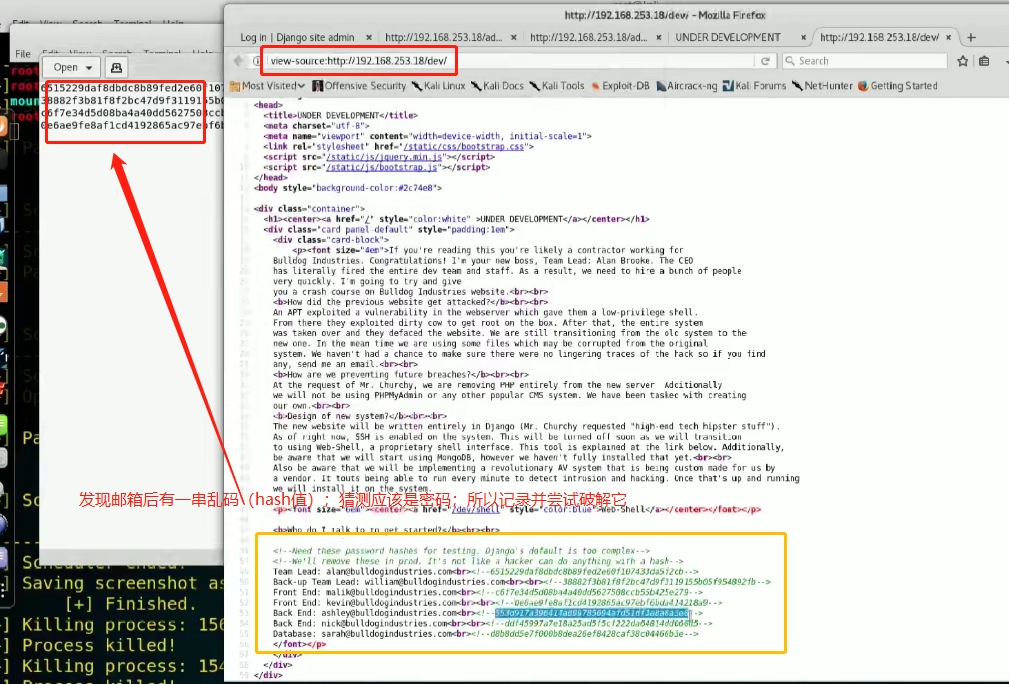 http://192.168.253.18/dev/ - Mozilla Firefox
Log in | Django site admin × http://192.168.253.18/ad... × http://192.168.253.18/ad... × UNDER DEVELOPMENT × http://192.168.253.18/dev/ × +
File Edit View Search Terminal Help
view-source:http://192.168.253.18/dev/
Search
Open
Most Visited
Offensive Security
Kali Linux
Kali Docs
Kali Tools
Exploit-DB
Aircrack-ng
Kali Forums
NetHunter
Getting Started
6515229daf8dbdc8b89fed2e60f107
38882f3b81f8f2bc47d9f3119155b0
c6f7e34d5d08ba4a40dd5627508ccb
0e6ae9fe8af1cd4192865ac97ebf6b
<head>
<title>UNDER DEVELOPMENT</title>
<meta charset="utf-8">
<meta name="viewport" content="width=device-width, initial-scale=1">
<link rel="stylesheet" href="/static/css/bootstrap.css">
<script src="/static/js/jquery.min.js"></script>
<script src="/static/js/bootstrap.js"></script>
</head>
<body style="background-color:#2c74e8">
<div class="container">
<h1><center><a href="/" style="color:white" >UNDER DEVELOPMENT</a></center></h1>
<div class="card panel-default" style="padding:1em">
<div class="card-block">
<p><font size="4em">If you're reading this you're likely a contractor working for
Bulldog Industries. Congratulations! I'm your new boss, Team Lead: Alan Brooke. The CEO
has literally fired the entire dev team and staff. As a result, we need to hire a bunch of people
very quickly. I'm going to try and give
you a crash course on Bulldog Industries website.<br><br>
<b>How did the previous website get attacked?</b><br><br>
An APT exploited a vulnerability in the webserver which gave them a low-privilege shell.
From there they exploited dirty cow to get root on the box. After that, the entire system
was taken over and they defaced the website. We are still transitioning from the old system to the
new one. In the mean time we are using some files which may be corrupted from the original
system. We haven't had a chance to make sure there were no lingering traces of the hack so if you find
any, send me an email.<br><br>
<b>How are we preventing future breaches?</b><br><br>
At the request of Mr. Churchy, we are removing PHP entirely from the new server Additionally
we will not be using PHPMyAdmin or any other popular CMS system. We have been tasked with creating
our own.<br><br>
<b>Design of new system?</b><br><br>
The new website will be written entirely in Django (Mr. Churchy requested "high-end tech hipster stuff").
As of right now, SSH is enabled on the system. This will be turned off soon as we will transition
to using Web-Shell, a proprietary shell interface. This tool is explained at the link below. Additionally,
be aware that we will start using MongoDB, however we haven't fully installed that yet.<br><br>
Also be aware that we will be implementing a revolutionary AV system that is being custom made for us by
a vendor. It touts being able to run every minute to detect intrusion and hacking. Once that's up and running
we will install it on the system.
发现邮箱后有一串乱码（hash值）；猜测应该是密码；所以记录并尝试破解它
<p><font size="6em"><center><a href="/dev/shell" style="color:blue">Web-Shell</a></center></font></p>
<b>Who do I talk to to get started?</b><br><br>
<!--Need these password hashes for testing. Django's default is too complex-->
<!--We'll remove these in prod. It's not like a hacker can do anything with a hash-->
Team Lead: alan@bulldogindustries.com<br><!--6515229daf8dbdc8b89fed2e60f107433da5f2cb-->
Back-up Team Lead: william@bulldogindustries.com<br><br><!--38882f3b81f8f2bc47d9f3119155b05f954892fb-->
Front End: malik@bulldogindustries.com<br><!--c6f7e34d5d08ba4a40dd5627508ccb55b425e279-->
Front End: kevin@bulldogindustries.com<br><br><!--0e6ae9fe8af1cd4192865ac97ebf6bda414218a9-->
Back End: ashley@bulldogindustries.com<br>
Back End: nick@bulldogindustries.com<br><br><!--ddf45997a7e18a25ad5f5cf222da64814dd060d5-->
Database: sarah@bulldogindustries.com<br><!--d8b8dd5e7f000b8dea26ef8428caf38c04466b3e-->
</font></p>
</div>
</div>
</div>
Saving screenshot as
[+] Finished.
Killing process: 156
Process killed!
Killing process: 154